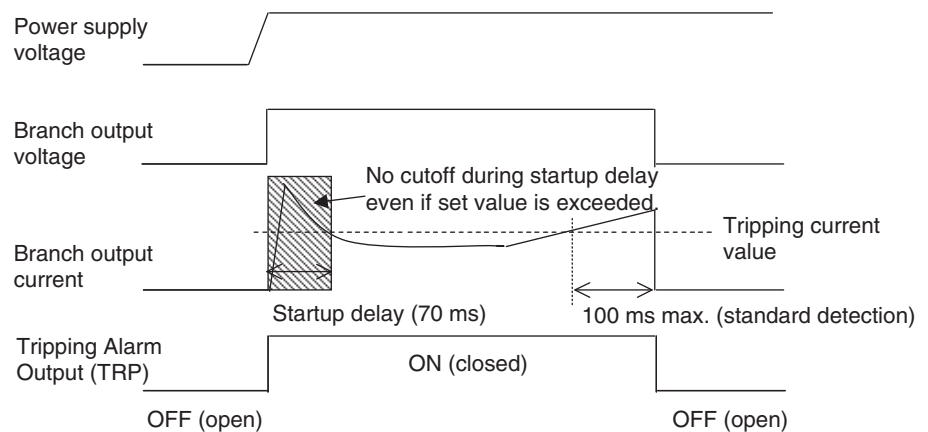 Power supply
voltage
Branch output
voltage
No cutoff during startup delay
even if set value is exceeded.
Tripping current
value
Branch output
current
Startup delay (70 ms)
100 ms max. (standard detection)
Tripping Alarm
Output (TRP)
ON (closed)
OFF (open)
OFF (open)